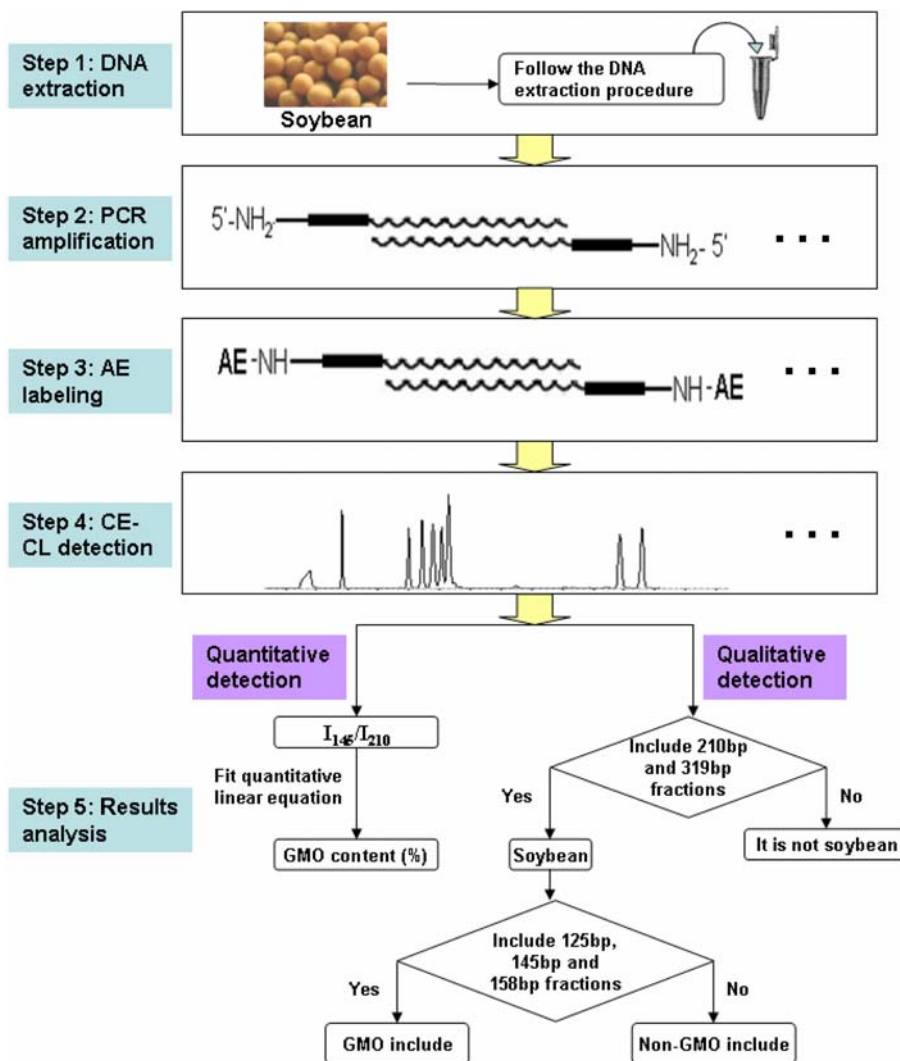 Step 1: DNA
extraction
Soybean
Follow the DNA
extraction procedure
Step 2: PCR
amplification
5'-NH2
NH2-5'
...
Step 3: AE
labeling
AE-NH
NH-AE
...
Step 4: CE-
CL detection
...
Quantitative
detection
Qualitative
detection
I145/I210
Fit quantitative
linear equation
GMO content (%)
Step 5: Results
analysis
Include 210bp
and 319bp
fractions
Yes
No
Soybean
It is not soybean
Include 125bp,
145bp and
158bp fractions
Yes
No
GMO include
Non-GMO include